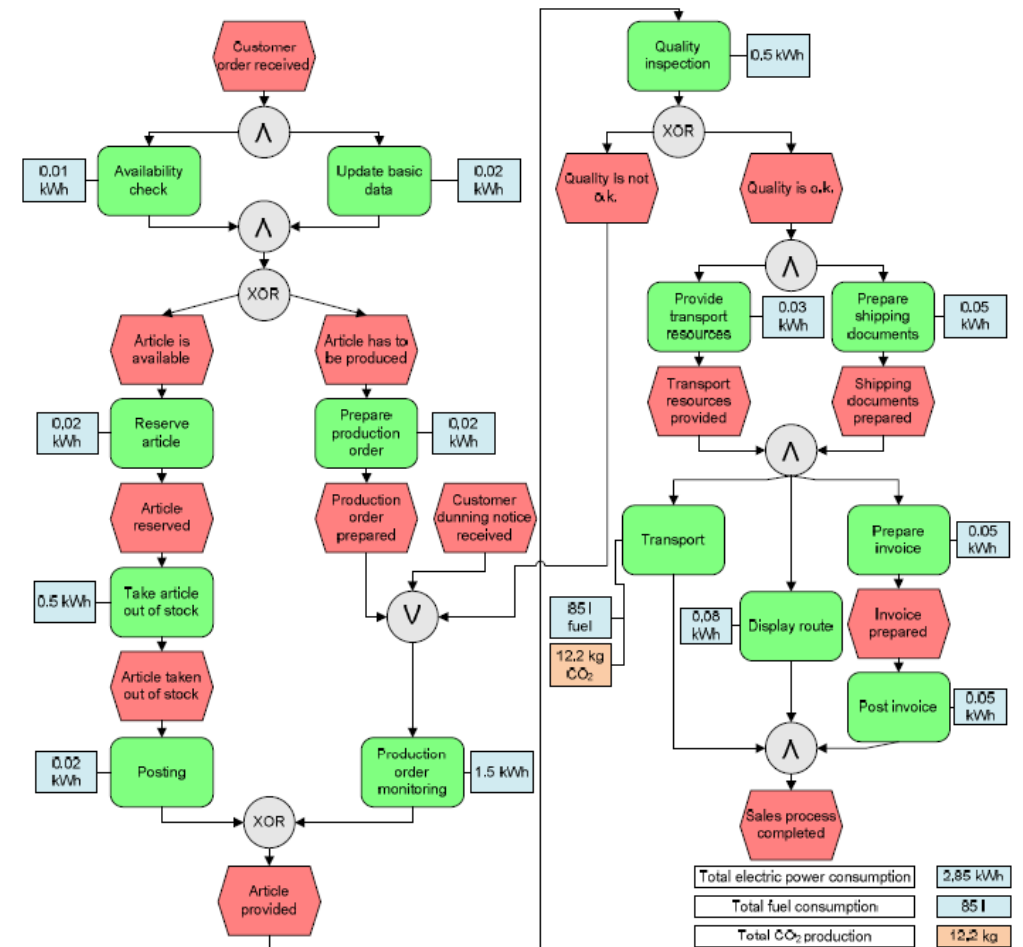 Customer
order received
Λ
0.01
kWh
Availability
check
Update basic
data
0.02
kWh
Λ
XOR
Article is
available
Article has to
be produced
0,02
kWh
Reserve
article
Prepare
production
order
0,02
kWh
Article
reserved
Production
order
prepared
Customer
dunning notice
received
0.5 kWh
Take article
out of stock
V
Article taken
out of stock
0.02
kWh
Posting
Production
order
monitoring
1.5 kWh
XOR
Article
provided
Quality
inspection
0.5 kWh
XOR
Quality is not
o.k.
Quality is o.k.
Λ
Provide
transport
resources
0.03
kWh
Prepare
shipping
documents
0.05
kWh
Transport
resources
provided
Shipping
documents
prepared
Λ
Transport
Prepare
invoice
0.05
kWh
85 l
fuel
0,08
kWh
Display route
Invoice
prepared
12,2 kg
CO₂
Post invoice
0.05
kWh
Λ
Sales process
completed
Total electric power consumption
2,85 kWh
Total fuel consumption
85 l
Total CO₂ production
12,2 kg